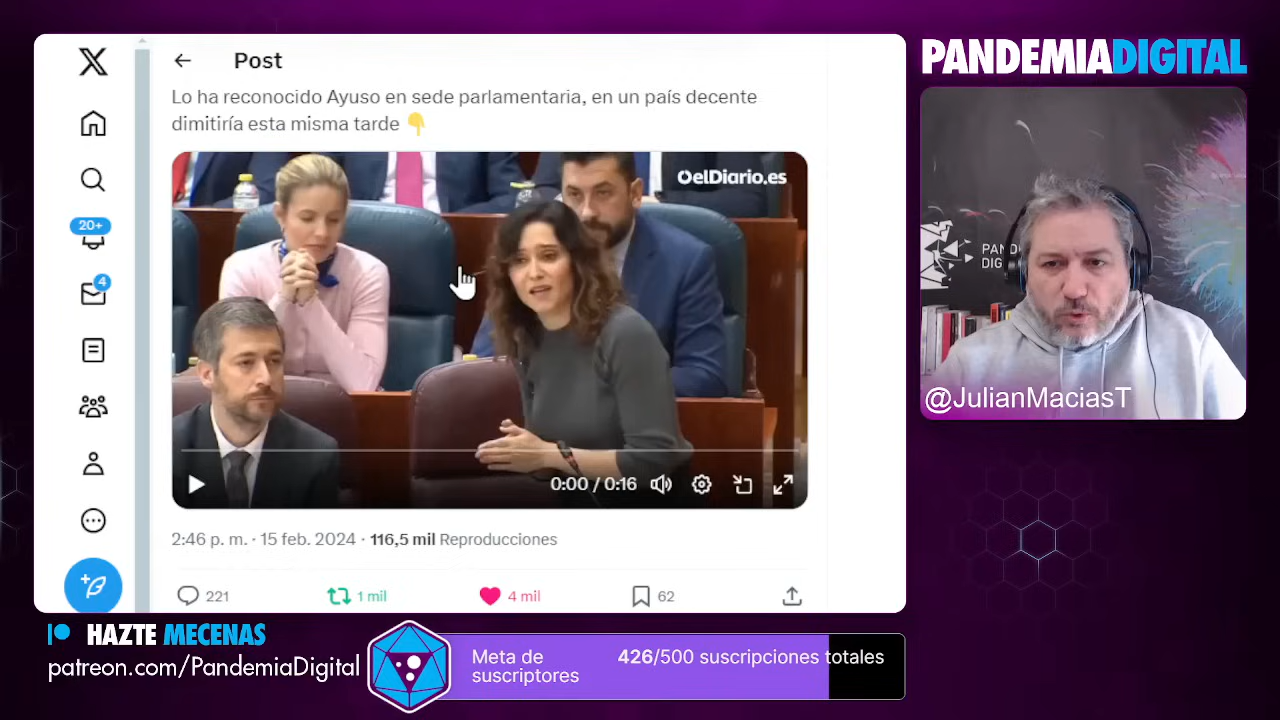 Post
Lo ha reconocido Ayuso en sede parlamentaria, en un país decente
dimitiría esta misma tarde 👇
elDiario.es
20+
4
0:00 / 0:16
2:46 p. m. · 15 feb. 2024 · 116,5 mil Reproducciones
221
1 mil
4 mil
62
PANDEMIADIGITAL
@JulianMaciasT
HAZTE MECENAS
patreon.com/PandemiaDigital
Meta de
suscriptores
426/500 suscripciones totales